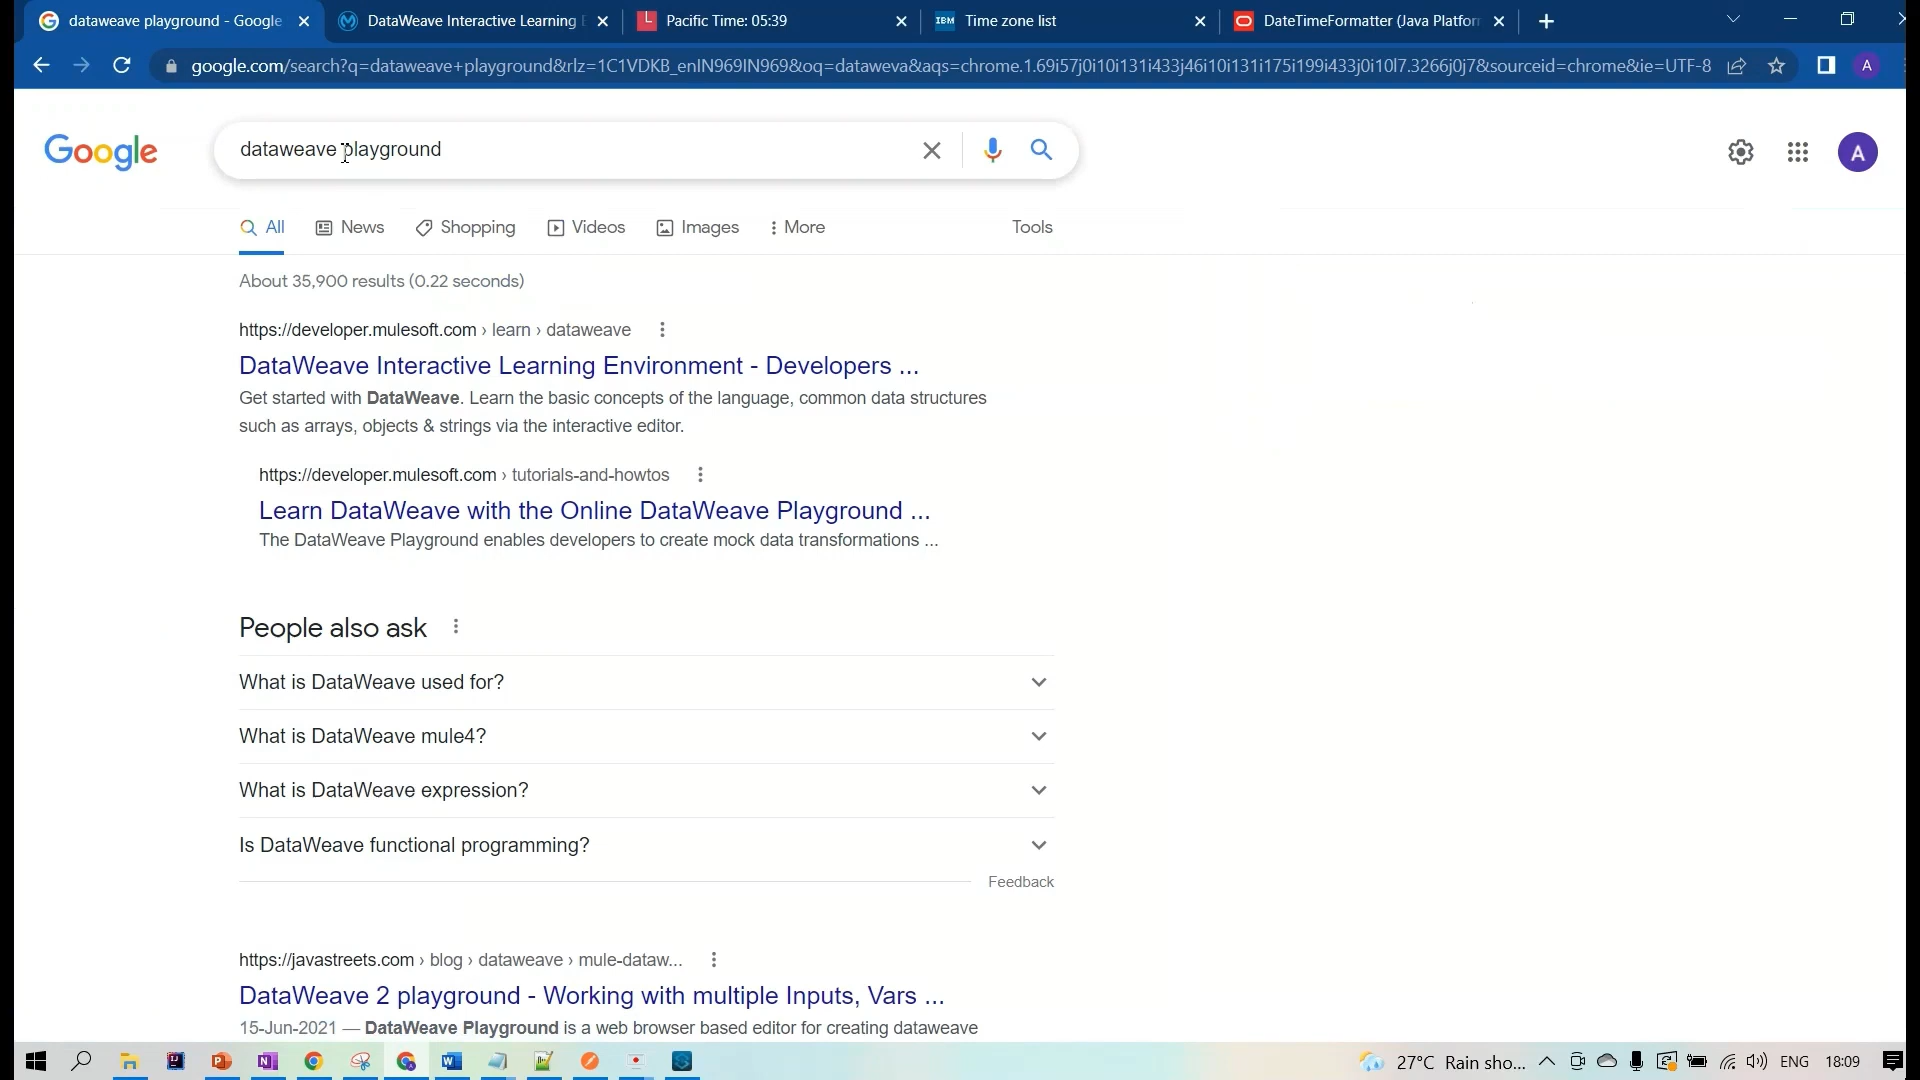 dataweave playground - Google
DataWeave Interactive Learning E
Pacific Time: 05:39
IBM
Time zone list
DateTimeFormatter (Java Platforr
google.com/search?q=dataweave+playground&rlz=1C1VDKB_enIN969IN969&oq=dataweva&aqs=chrome.1.69i57j0i10i131i433j46i10i131i175i199i433j0i10l7.3266j0j7&sourceid=chrome&ie=UTF-8
A
Google
dataweave playground
A
All
News
Shopping
Videos
Images
More
Tools
About 35,900 results (0.22 seconds)
https://developer.mulesoft.com › learn › dataweave
DataWeave Interactive Learning Environment - Developers ...
Get started with DataWeave. Learn the basic concepts of the language, common data structures
such as arrays, objects & strings via the interactive editor.
https://developer.mulesoft.com › tutorials-and-howtos
Learn DataWeave with the Online DataWeave Playground ...
The DataWeave Playground enables developers to create mock data transformations ...
People also ask
What is DataWeave used for?
What is DataWeave mule4?
What is DataWeave expression?
Is DataWeave functional programming?
Feedback
https://javastreets.com › blog › dataweave › mule-dataw...
DataWeave 2 playground - Working with multiple Inputs, Vars ...
15-Jun-2021 — DataWeave Playground is a web browser based editor for creating dataweave
27°C Rain sho...
ENG
18:09